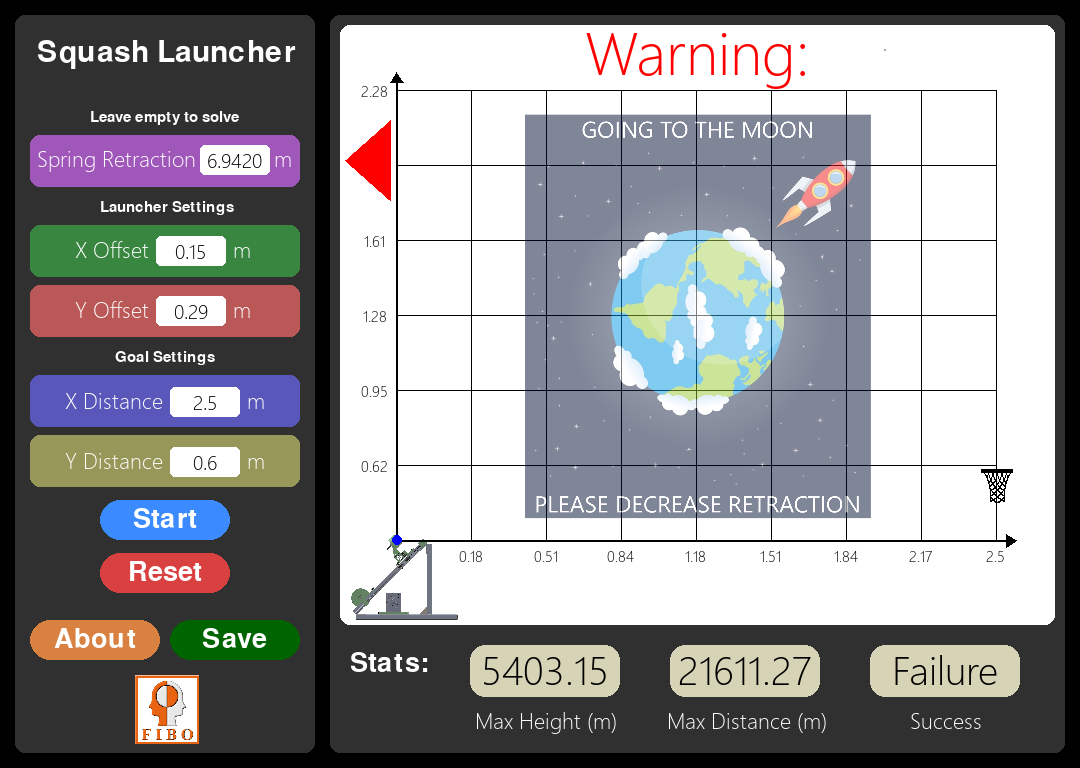 Squash Launcher
Leave empty to solve
Spring Retraction 6.9420 m
Launcher Settings
X Offset 0.15 m
Y Offset 0.29 m
Goal Settings
X Distance 2.5 m
Y Distance 0.6 m
Start
Reset
About Save
FIBO
Warning:
2.28
1.61
1.28
0.95
0.62
GOING TO THE MOON
PLEASE DECREASE RETRACTION
0.18 0.51 0.84 1.18 1.51 1.84 2.17 2.5
Stats: 5403.15 21611.27 Failure
Max Height (m) Max Distance (m) Success